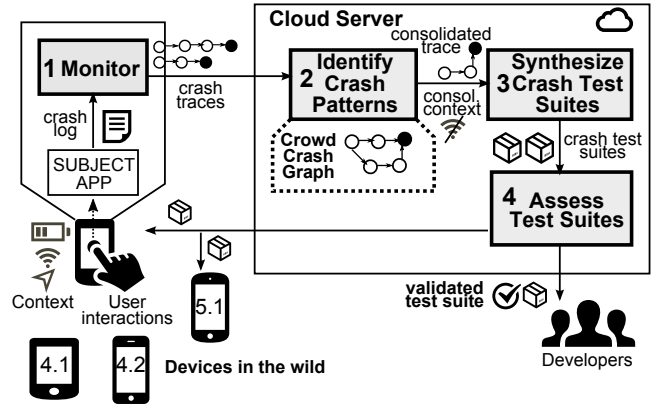 Cloud Server
1 Monitor
crash
traces
crash
log
SUBJECT
APP
2 Identify
Crash
Patterns
consolidated
trace
consol.
context
Crowd
Crash
Graph
Synthesize
3 Crash Test
Suites
crash test
suites
4 Assess
Test Suites
Context
User
interactions
5.1
validated
test suite
Developers
4.1
4.2
Devices in the wild